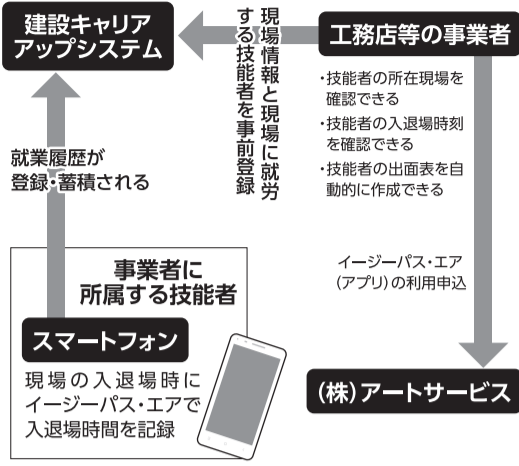 建設キャリア
アップシステム
現場情報と現場に就労
する技能者を事前登録
工務店等の事業者
・技能者の所在現場を
確認できる
・技能者の入退場時刻
を確認できる
・技能者の出面表を自
動的に作成できる
就業履歴が
登録・蓄積される
イージーパス・エア
（アプリ）の利用申込
事業者に
所属する技能者
スマートフォン
現場の入退場時に
イージーパス・エアで
入退場時間を記録
（株）アートサービス